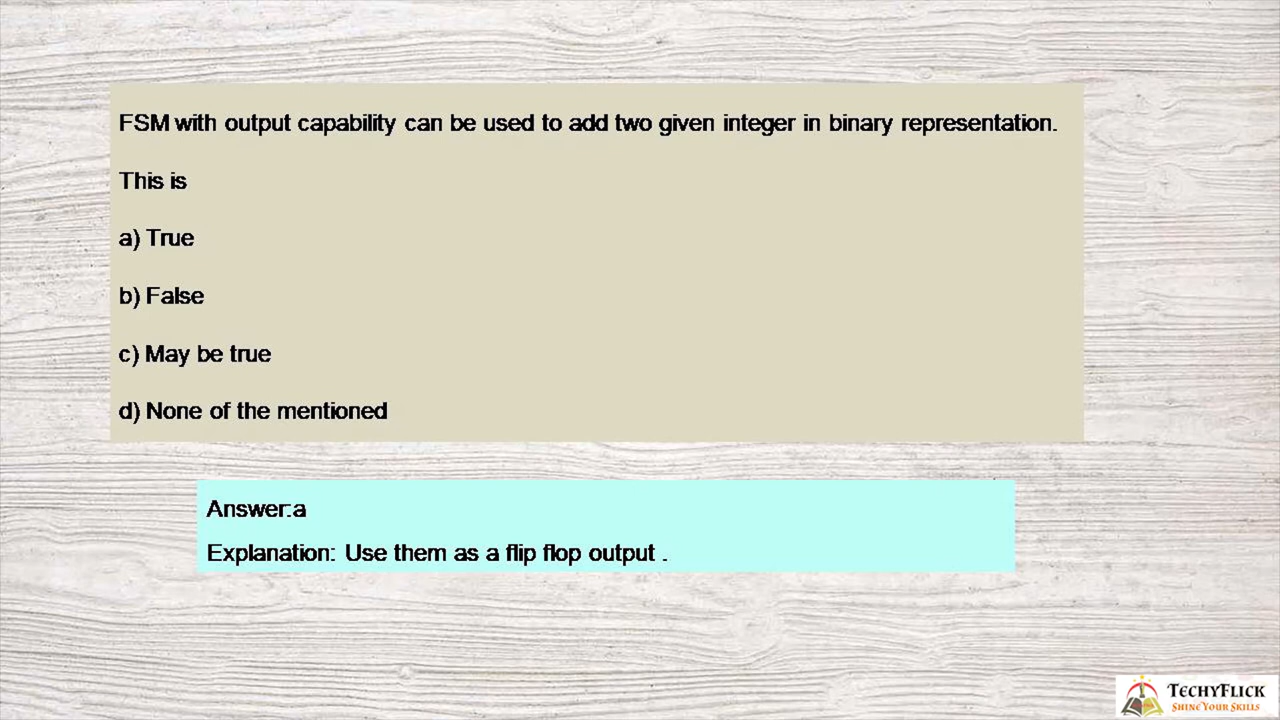 FSM with output capability can be used to add two given integer in binary representation.
This is
a) True
b) False
c) May be true
d) None of the mentioned
Answer:a
Explanation: Use them as a flip flop output .
TECHYFLICK
SHINE YOUR SKILLS